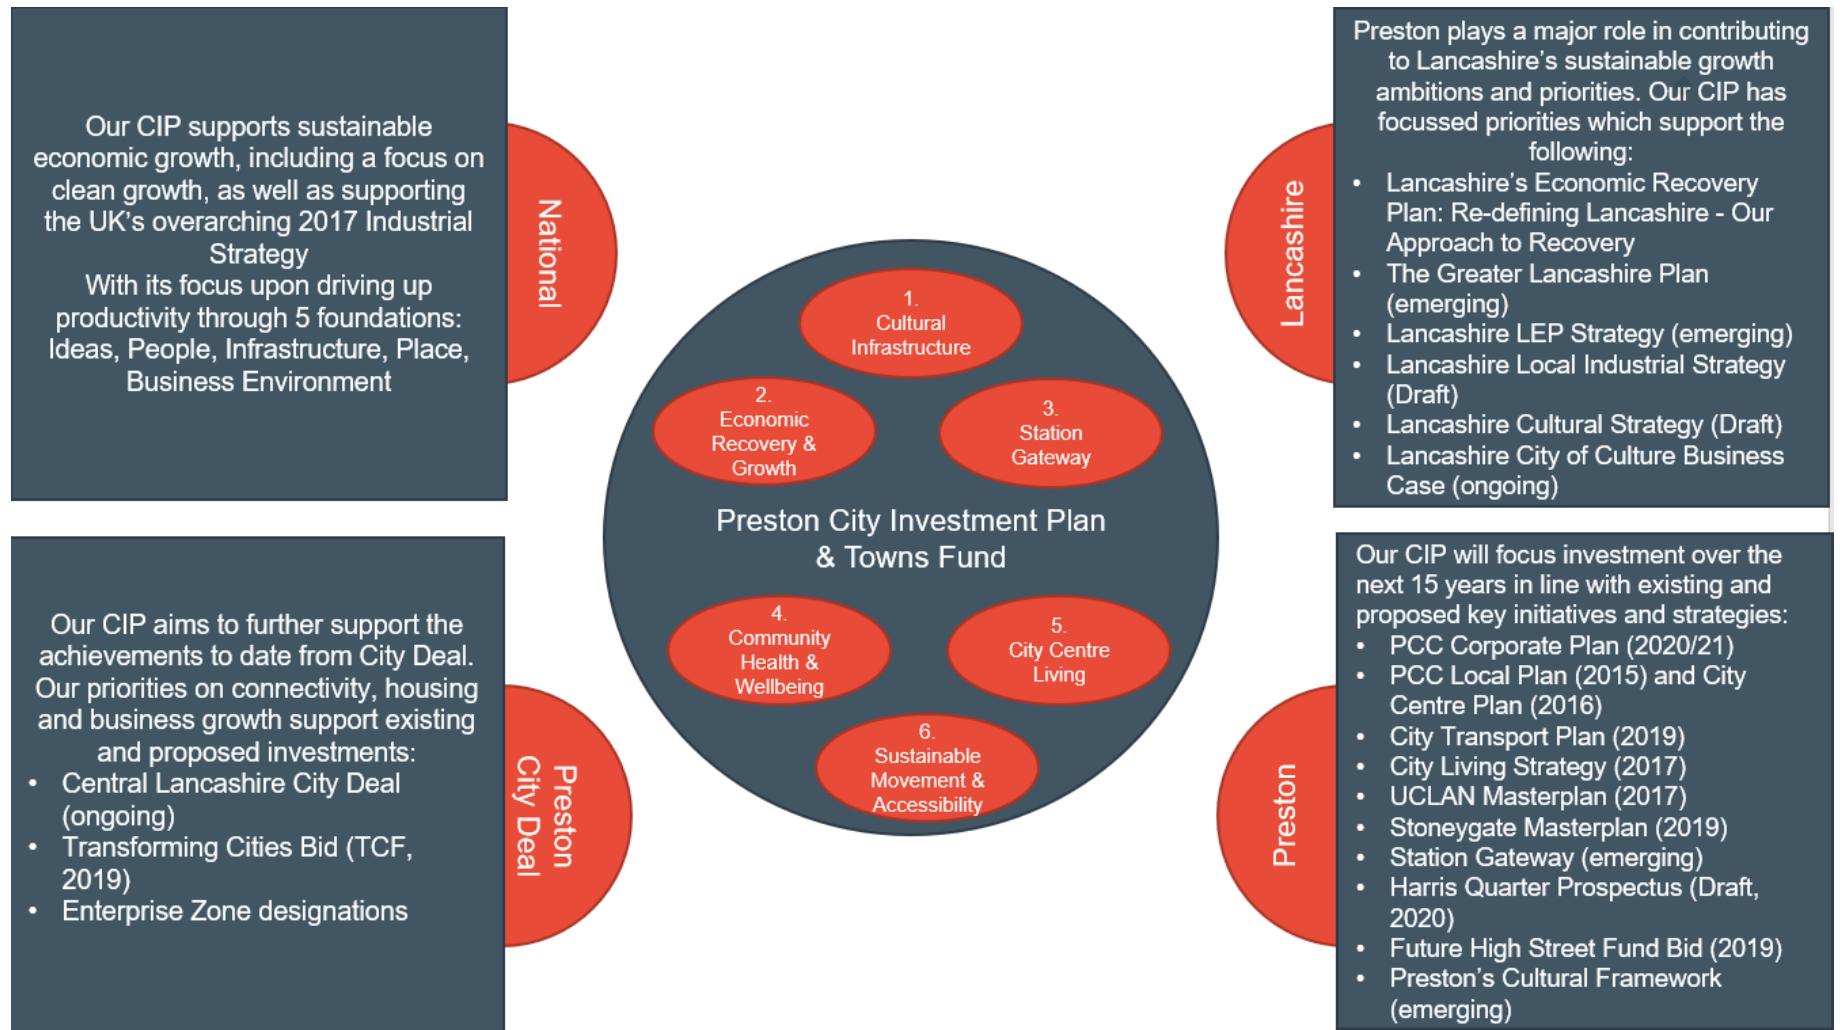 Our CIP supports sustainable
economic growth, including a focus on
clean growth, as well as supporting
the UK's overarching 2017 Industrial
Strategy
With its focus upon driving up
productivity through 5 foundations:
Ideas, People, Infrastructure, Place,
Business Environment
National
Our CIP aims to further support the
achievements to date from City Deal.
Our priorities on connectivity, housing
and business growth support existing
and proposed investments:
• Central Lancashire City Deal
(ongoing)
• Transforming Cities Bid (TCF,
2019)
• Enterprise Zone designations
Preston
City Deal
1.
Cultural
Infrastructure
2.
Economic
Recovery &
Growth
3.
Station
Gateway
Preston City Investment Plan
& Towns Fund
4.
Community
Health &
Wellbeing
5.
City Centre
Living
6.
Sustainable
Movement &
Accessibility
Lancashire
Preston plays a major role in contributing
to Lancashire's sustainable growth
ambitions and priorities. Our CIP has
focussed priorities which support the
following:
• Lancashire's Economic Recovery
Plan: Re-defining Lancashire - Our
Approach to Recovery
• The Greater Lancashire Plan
(emerging)
• Lancashire LEP Strategy (emerging)
• Lancashire Local Industrial Strategy
(Draft)
• Lancashire Cultural Strategy (Draft)
• Lancashire City of Culture Business
Case (ongoing)
Preston
Our CIP will focus investment over the
next 15 years in line with existing and
proposed key initiatives and strategies:
• PCC Corporate Plan (2020/21)
• PCC Local Plan (2015) and City
Centre Plan (2016)
• City Transport Plan (2019)
• City Living Strategy (2017)
• UCLAN Masterplan (2017)
• Stoneygate Masterplan (2019)
• Station Gateway (emerging)
• Harris Quarter Prospectus (Draft,
2020)
• Future High Street Fund Bid (2019)
• Preston's Cultural Framework
(emerging)